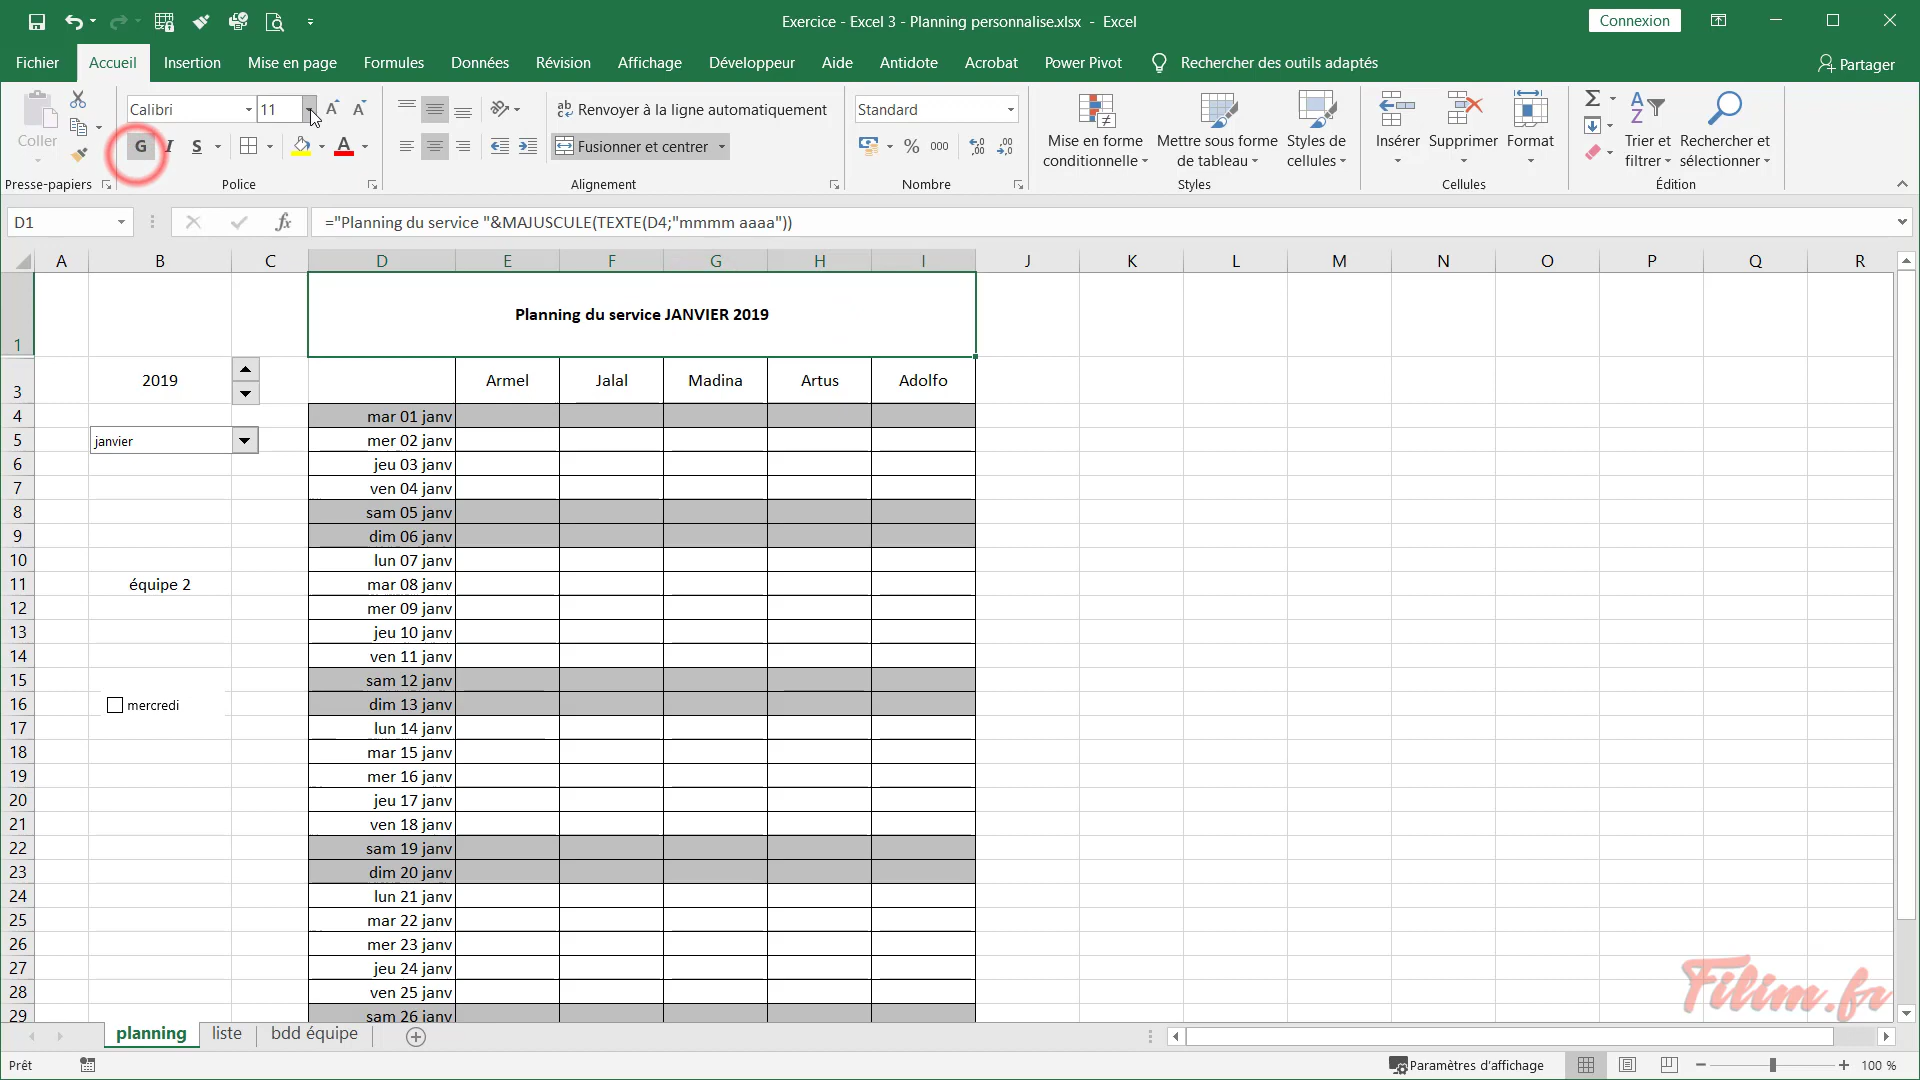 Exercice - Excel 3 - Planning personnalise.xlsx - Excel
Connexion
Fichier Accueil Insertion Mise en page Formules Données Révision Affichage Développeur Aide Antidote Acrobat Power Pivot Rechercher des outils adaptés Partager
Coller
Calibri 11
G I S
Renvoyer à la ligne automatiquement
Fusionner et centrer
Standard
% 000
Mise en forme conditionnelle
Mettre sous forme de tableau
Styles de cellules
Insérer Supprimer Format
Trier et filtrer
Rechercher et sélectionner
Presse-papiers Police Alignement Nombre Styles Cellules Édition
D1 fx ="Planning du service "&MAJUSCULE(TEXTE(D4;"mmmm aaaa"))
A B C D E F G H I J K L M N O P Q R
1 Planning du service JANVIER 2019
3 2019 Armel Jalal Madina Artus Adolfo
4 mar 01 janv
5 janvier mer 02 janv
6 jeu 03 janv
7 ven 04 janv
8 sam 05 janv
9 dim 06 janv
10 lun 07 janv
11 équipe 2 mar 08 janv
12 mer 09 janv
13 jeu 10 janv
14 ven 11 janv
15 sam 12 janv
16 mercredi dim 13 janv
17 lun 14 janv
18 mar 15 janv
19 mer 16 janv
20 jeu 17 janv
21 ven 18 janv
22 sam 19 janv
23 dim 20 janv
24 lun 21 janv
25 mar 22 janv
26 mer 23 janv
27 jeu 24 janv
28 ven 25 janv
29 sam 26 janv
Filim.fr
planning liste bdd équipe
Prêt Paramètres d'affichage 100 %